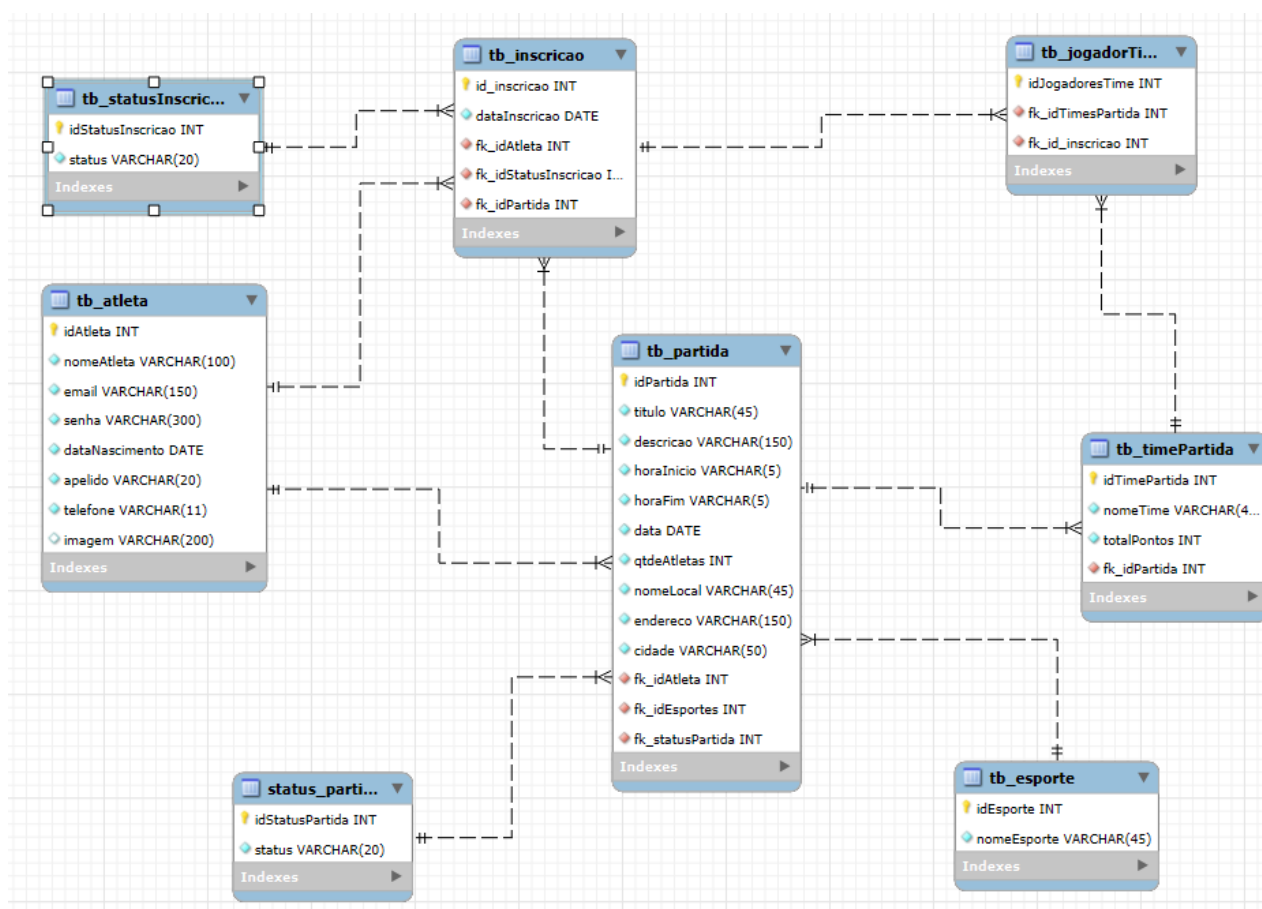 tb_statusInscric...
idStatusInscricao INT
status VARCHAR(20)
Indexes
tb_inscricao
id_inscricao INT
dataInscricao DATE
fk_idAtleta INT
fk_idStatusInscricao I...
fk_idPartida INT
Indexes
tb_jogadorTi...
idJogadoresTime INT
fk_idTimesPartida INT
fk_id_inscricao INT
Indexes
tb_atleta
idAtleta INT
nomeAtleta VARCHAR(100)
email VARCHAR(150)
senha VARCHAR(300)
dataNascimento DATE
apelido VARCHAR(20)
telefone VARCHAR(11)
imagem VARCHAR(200)
Indexes
tb_partida
idPartida INT
titulo VARCHAR(45)
descricao VARCHAR(150)
horaInicio VARCHAR(5)
horaFim VARCHAR(5)
data DATE
qtdeAtletas INT
nomeLocal VARCHAR(45)
endereco VARCHAR(150)
cidade VARCHAR(50)
fk_idAtleta INT
fk_idEsportes INT
fk_statusPartida INT
Indexes
tb_timePartida
idTimePartida INT
nomeTime VARCHAR(4...
totalPontos INT
fk_idPartida INT
Indexes
status_parti...
idStatusPartida INT
status VARCHAR(20)
Indexes
tb_esporte
idEsporte INT
nomeEsporte VARCHAR(45)
Indexes